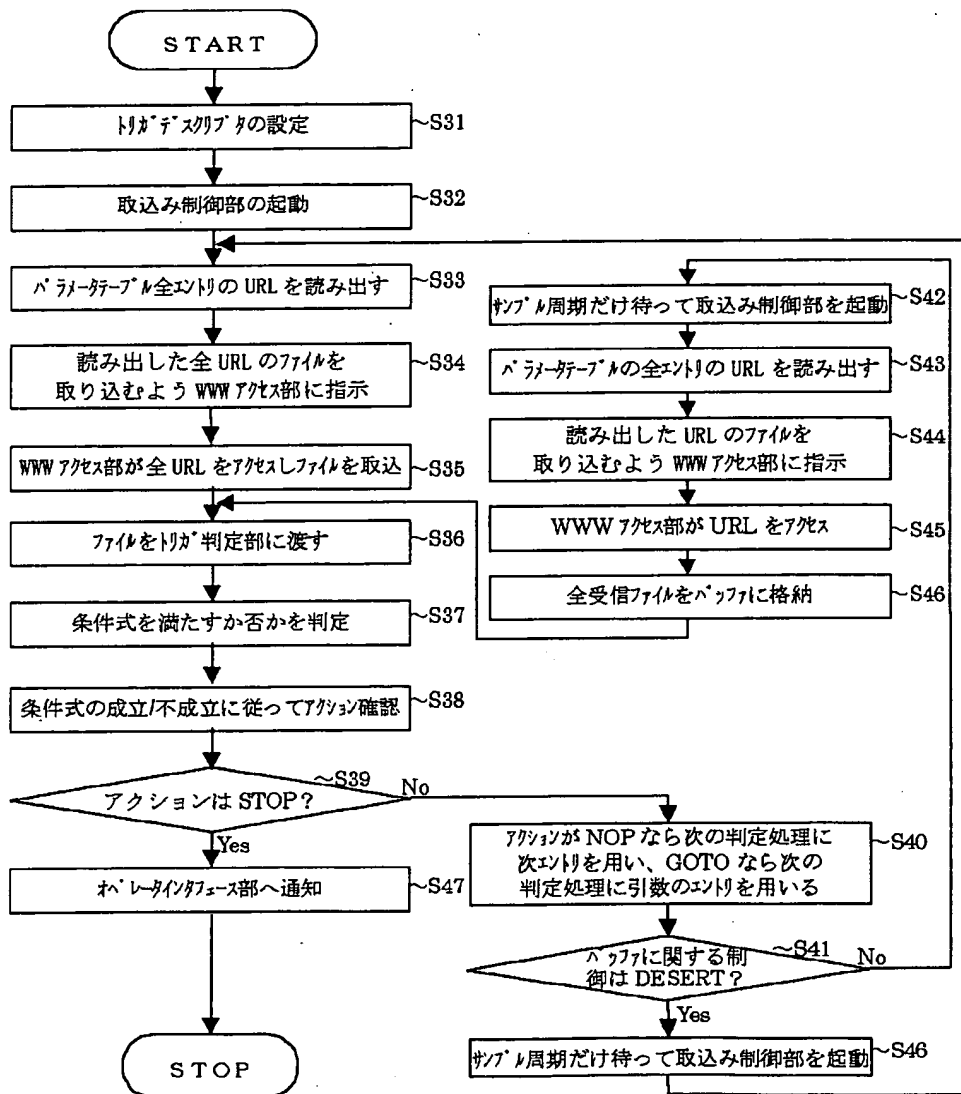 START
トリガデスクリプタの設定
~S31
取込み制御部の起動
~S32
パラメータテーブル全エントリの URL を読み出す
~S33
読み出した全 URL のファイルを
取り込むよう WWW アクセス部に指示
~S34
WWW アクセス部が全 URL をアクセスしファイルを取込
~S35
ファイルをトリガ判定部に渡す
~S36
条件式を満たすか否かを判定
~S37
条件式の成立/不成立に従ってアクション確認
~S38
~S39
アクションは STOP?
No
Yes
オペレータインタフェース部へ通知
~S47
STOP
サンプル周期だけ待って取込み制御部を起動
~S42
パラメータテーブルの全エントリの URL を読み出す
~S43
読み出した URL のファイルを
取り込むよう WWW アクセス部に指示
~S44
WWW アクセス部が URL をアクセス
~S45
全受信ファイルをバッファに格納
~S46
アクションが NOP なら次の判定処理に
次エントリを用い、GOTO なら次の
判定処理に引数のエントリを用いる
~S40
~S41
バッファに関する制
御は DESERT?
No
Yes
サンプル周期だけ待って取込み制御部を起動
~S46